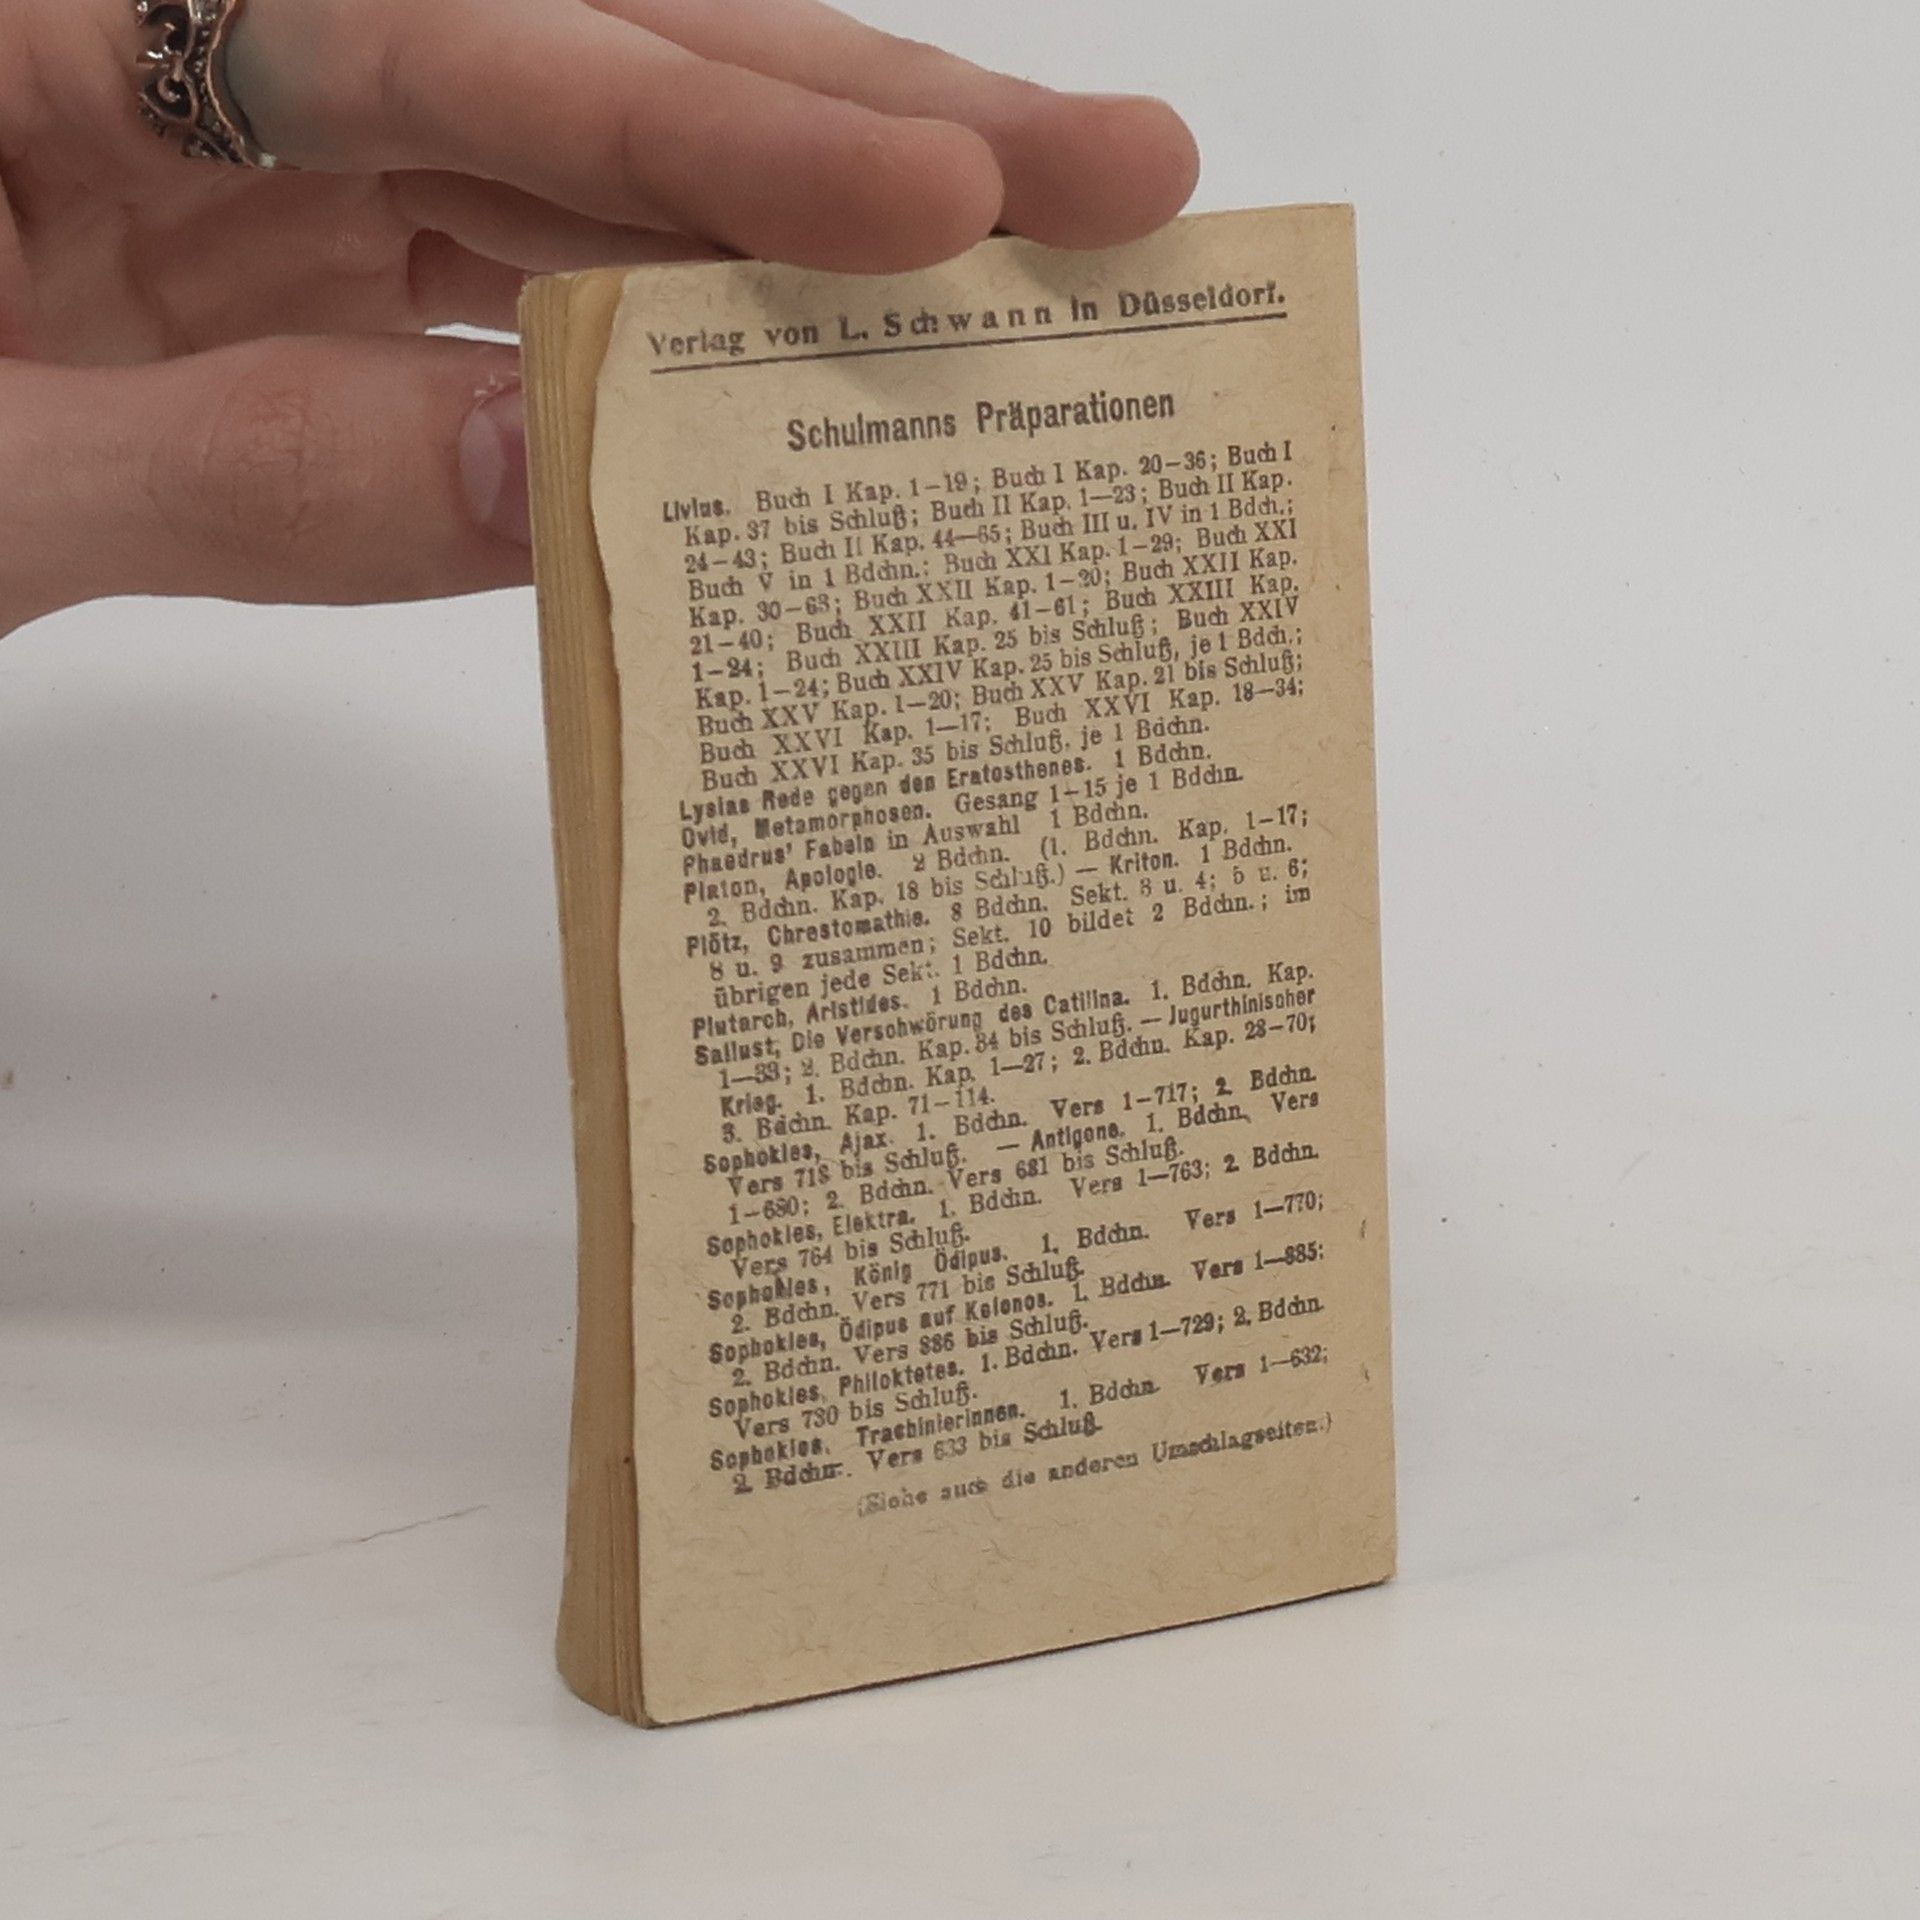 Verlag von L. Schwann in Düsseldorf.
Schulmanns Präparationen
Livius. Buch I Kap. 1–19; Buch I Kap. 20–36; Buch I
Kap. 37 bis Schluß; Buch II Kap. 1—23; Buch II Kap.
24–43; Buch II Kap. 44—65; Buch III u. IV in 1 Bdch.;
Buch V in 1 Bdchn.; Buch XXI Kap. 1–29; Buch XXI
Kap. 30–63; Buch XXII Kap. 1–20; Buch XXII Kap.
21–40; Buch XXII Kap. 41–61; Buch XXIII Kap.
1–24; Buch XXIII Kap. 25 bis Schluß; Buch XXIV
Kap. 1–24; Buch XXIV Kap. 25 bis Schluß, je 1 Bdch.;
Buch XXV Kap. 1–20; Buch XXV Kap. 21 bis Schluß;
Buch XXVI Kap. 1—17; Buch XXVI Kap. 18—34;
Buch XXVI Kap. 35 bis Schluß, je 1 Bdchn.
Lysias Rede gegen den Eratosthenes. 1 Bdchn.
Ovid, Metamorphosen. Gesang 1–15 je 1 Bdchn.
Phaedrus' Fabeln in Auswahl 1 Bdchn.
Platon, Apologie. 2 Bdchn. (1. Bdchn. Kap. 1–17;
2. Bdchn. Kap. 18 bis Schluß.) — Kriton. 1 Bdchn.
Plötz, Chrestomathie. 8 Bdchn. Sekt. 3 u. 4; 5 u. 6;
8 u. 9 zusammen; Sekt. 10 bildet 2 Bdchn.; im
übrigen jede Sekt. 1 Bdchn.
Plutarch, Aristides. 1 Bdchn.
Sallust, Die Verschwörung des Catilina. 1. Bdchn. Kap.
1—33; 2. Bdchn. Kap. 34 bis Schluß. — Jugurthinischer
Krieg. 1. Bdchn. Kap. 1—27; 2. Bdchn. Kap. 28–70;
3. Bdchn. Kap. 71–114.
Sophokles, Ajax. 1. Bdchn. Vers 1–717; 2. Bdchn.
Vers 718 bis Schluß. — Antigone. 1. Bdchn. Vers
1–680; 2. Bdchn. Vers 681 bis Schluß.
Sophokles, Elektra. 1. Bdchn. Vers 1—763; 2. Bdchn.
Vers 764 bis Schluß.
Sophokles, König Ödipus. 1. Bdchn. Vers 1—770;
2. Bdchn. Vers 771 bis Schluß.
Sophokles, Ödipus auf Kolonos. 1. Bdchn. Vers 1—885;
2. Bdchn. Vers 886 bis Schluß.
Sophokles, Philoktetes. 1. Bdchn. Vers 1—729; 2. Bdchn.
Vers 730 bis Schluß.
Sophokles, Trachinierinnen. 1. Bdchn. Vers 1—632;
2. Bdchn. Vers 633 bis Schluß.
(Siehe auch die anderen Umschlagseiten.)